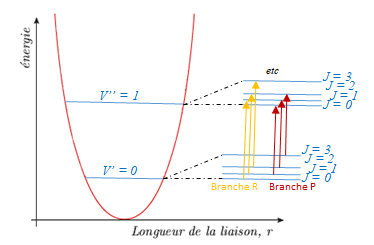 énergie
etc
J = 3
J = 2
J = 1
J = 0
V'' = 1
J = 3
J = 2
J = 1
J = 0
V' = 0
Branche R
Branche P
Longueur de la liaison, r